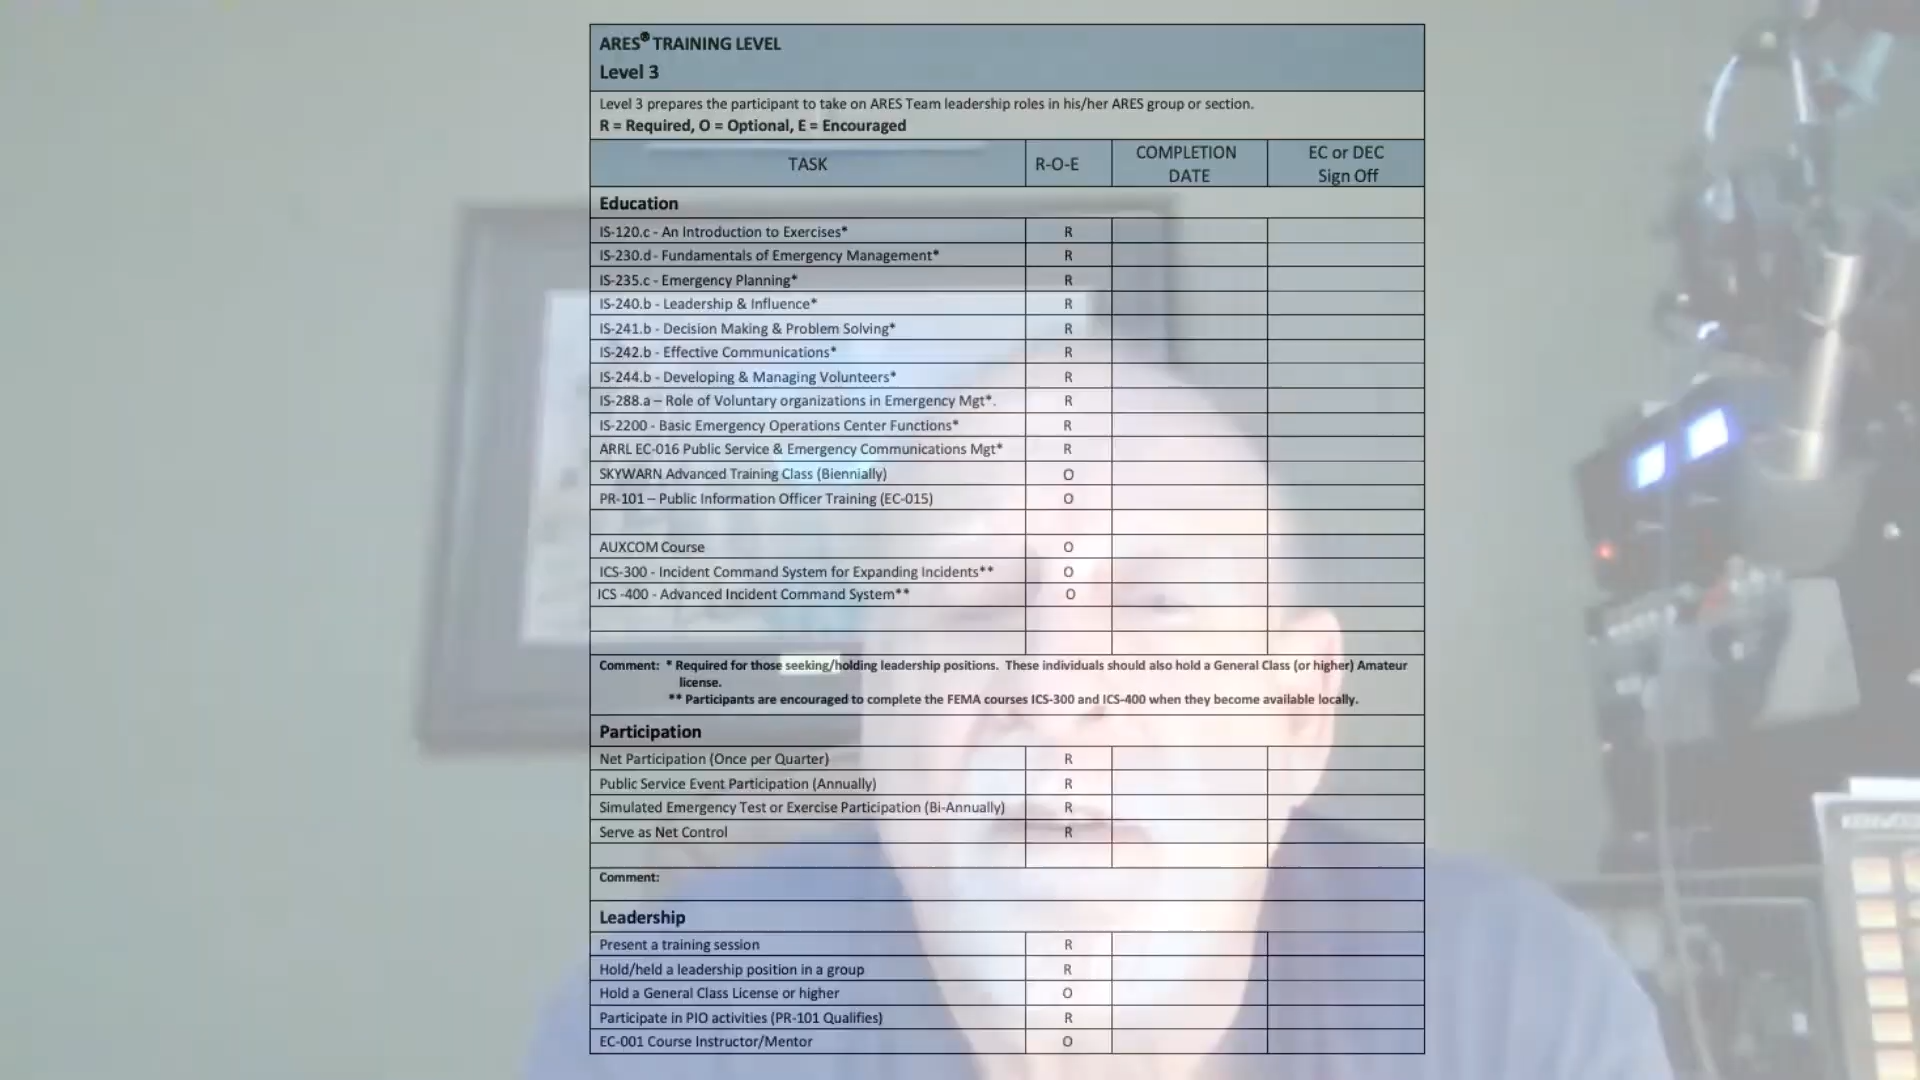 ARES® TRAINING LEVEL
Level 3
Level 3 prepares the participant to take on ARES Team leadership roles in his/her ARES group or section.
R = Required, O = Optional, E = Encouraged
TASK R-O-E COMPLETION DATE EC or DEC Sign Off
Education
IS-120.c - An Introduction to Exercises* R
IS-230.d - Fundamentals of Emergency Management* R
IS-235.c - Emergency Planning* R
IS-240.b - Leadership & Influence* R
IS-241.b - Decision Making & Problem Solving* R
IS-242.b - Effective Communications* R
IS-244.b - Developing & Managing Volunteers* R
IS-288.a – Role of Voluntary organizations in Emergency Mgt*. R
IS-2200 - Basic Emergency Operations Center Functions* R
ARRL EC-016 Public Service & Emergency Communications Mgt* R
SKYWARN Advanced Training Class (Biennially) O
PR-101 – Public Information Officer Training (EC-015) O
AUXCOM Course O
ICS-300 - Incident Command System for Expanding Incidents** O
ICS -400 - Advanced Incident Command System** O
Comment: * Required for those seeking/holding leadership positions. These individuals should also hold a General Class (or higher) Amateur
license.
** Participants are encouraged to complete the FEMA courses ICS-300 and ICS-400 when they become available locally.
Participation
Net Participation (Once per Quarter) R
Public Service Event Participation (Annually) R
Simulated Emergency Test or Exercise Participation (Bi-Annually) R
Serve as Net Control R
Comment:
Leadership
Present a training session R
Hold/held a leadership position in a group R
Hold a General Class License or higher O
Participate in PIO activities (PR-101 Qualifies) R
EC-001 Course Instructor/Mentor O
KENWOOD